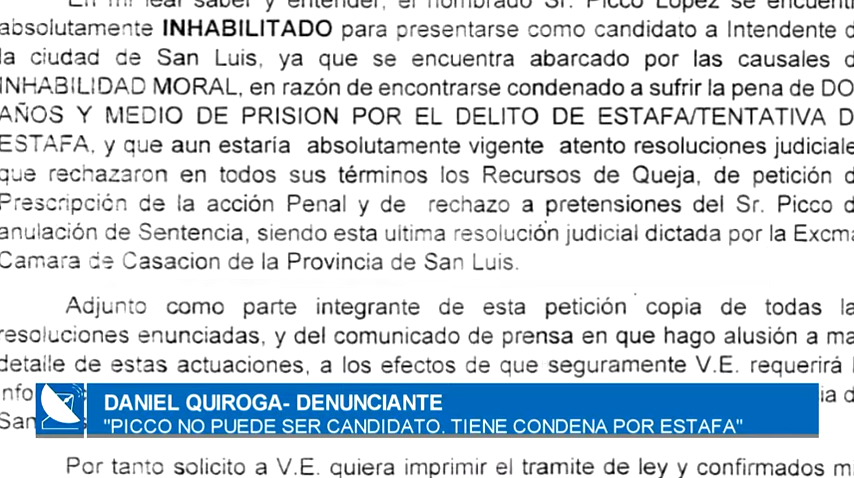 En mi leal saber y entender, el nombrado Sr. Picco López se encuent
absolutamente INHABILITADO para presentarse como candidato a Intendente d
la ciudad de San Luis, ya que se encuentra abarcado por las causales d
INHABILIDAD MORAL, en razón de encontrarse condenado a sufrir la pena de DO
AÑOS Y MEDIO DE PRISION POR EL DELITO DE ESTAFA/TENTATIVA D
ESTAFA, y que aun estaría absolutamente vigente atento resoluciones judiciale
que rechazaron en todos sus términos los Recursos de Queja, de petición d
Prescripción de la acción Penal y de rechazo a pretensiones del Sr. Picco d
anulación de Sentencia, siendo esta ultima resolución judicial dictada por la Excma
Camara de Casacion de la Provincia de San Luis.
Adjunto como parte integrante de esta petición copia de todas la
resoluciones enunciadas, y del comunicado de prensa en que hago alusión a ma
detalle de estas actuaciones, a los efectos de que seguramente V.E. requerirá l
nfo
DANIEL QUIROGA- DENUNCIANTE
San
"PICCO NO PUEDE SER CANDIDATO. TIENE CONDENA POR ESTAFA"
Por tanto solicito a V.E. quiera imprimir el tramite de ley y confirmados m